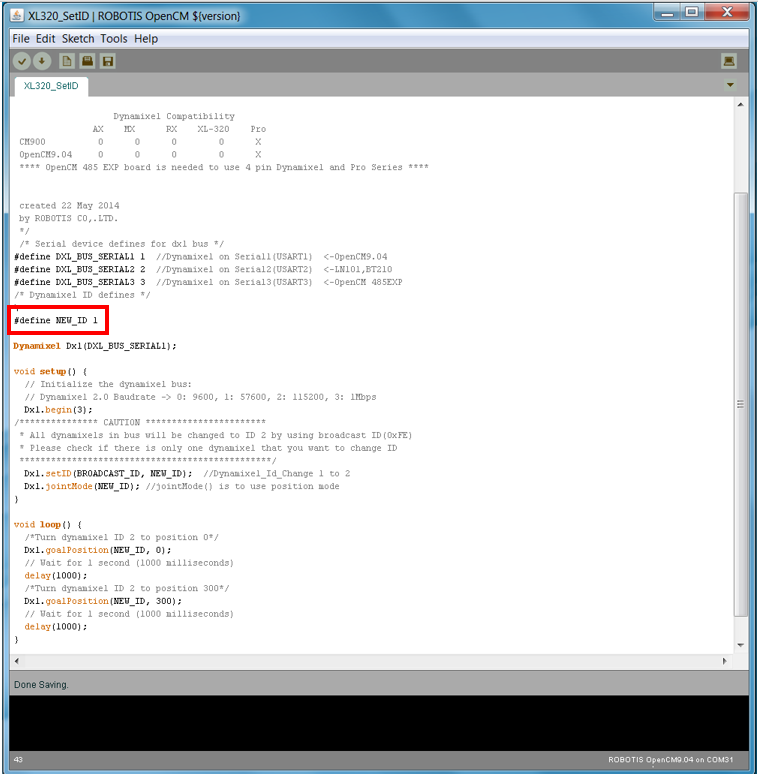 XL320_SetID | ROBOTIS OpenCM ${version}
File Edit Sketch Tools Help
XL320_SetID
Dynamixel Compatibility
AX MX RX XL-320 Pro
CM900 O O O O X
OpenCM9.04 O O O O X
**** OpenCM 485 EXP board is needed to use 4 pin Dynamixel and Pro Series ****
created 22 May 2014
by ROBOTIS CO,.LTD.
*/
/* Serial device defines for dxl bus */
#define DXL_BUS_SERIAL1 1 //Dynamixel on Serial1(USART1) <-OpenCM9.04
#define DXL_BUS_SERIAL2 2 //Dynamixel on Serial2(USART2) <-LN101,BT210
#define DXL_BUS_SERIAL3 3 //Dynamixel on Serial3(USART3) <-OpenCM 485EXP
/* Dynamixel ID defines */
#define NEW_ID 1
Dynamixel Dxl(DXL_BUS_SERIAL1);
void setup() {
// Initialize the dynamixel bus:
// Dynamixel 2.0 Baudrate -> 0: 9600, 1: 57600, 2: 115200, 3: 1Mbps
Dxl.begin(3);
/*************** CAUTION ***********************
* All dynamixels in bus will be changed to ID 2 by using broadcast ID(0xFE)
* Please check if there is only one dynamixel that you want to change ID
************************************************/
Dxl.setID(BROADCAST_ID, NEW_ID); //Dynamixel_Id_Change 1 to 2
Dxl.jointMode(NEW_ID); //jointMode() is to use position mode
}
void loop() {
/*Turn dynamixel ID 2 to position 0*/
Dxl.goalPosition(NEW_ID, 0);
// Wait for 1 second (1000 milliseconds)
delay(1000);
/*Turn dynamixel ID 2 to position 300*/
Dxl.goalPosition(NEW_ID, 300);
// Wait for 1 second (1000 milliseconds)
delay(1000);
}
Done Saving.
43 ROBOTIS OpenCM9.04 on COM31